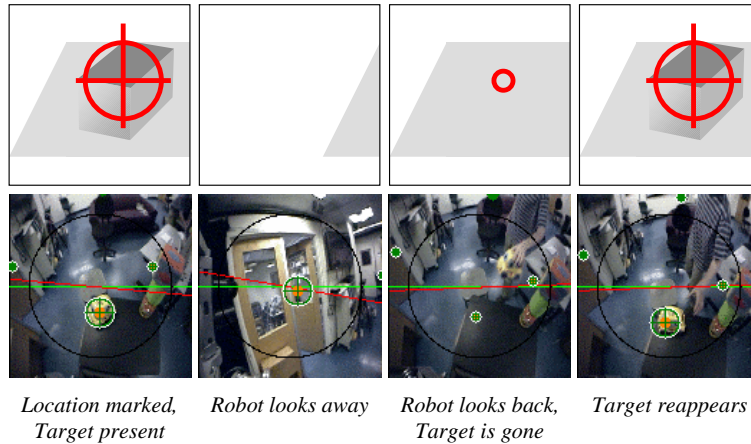 Location marked,
Target present
Robot looks away
Robot looks back,
Target is gone
Target reappears